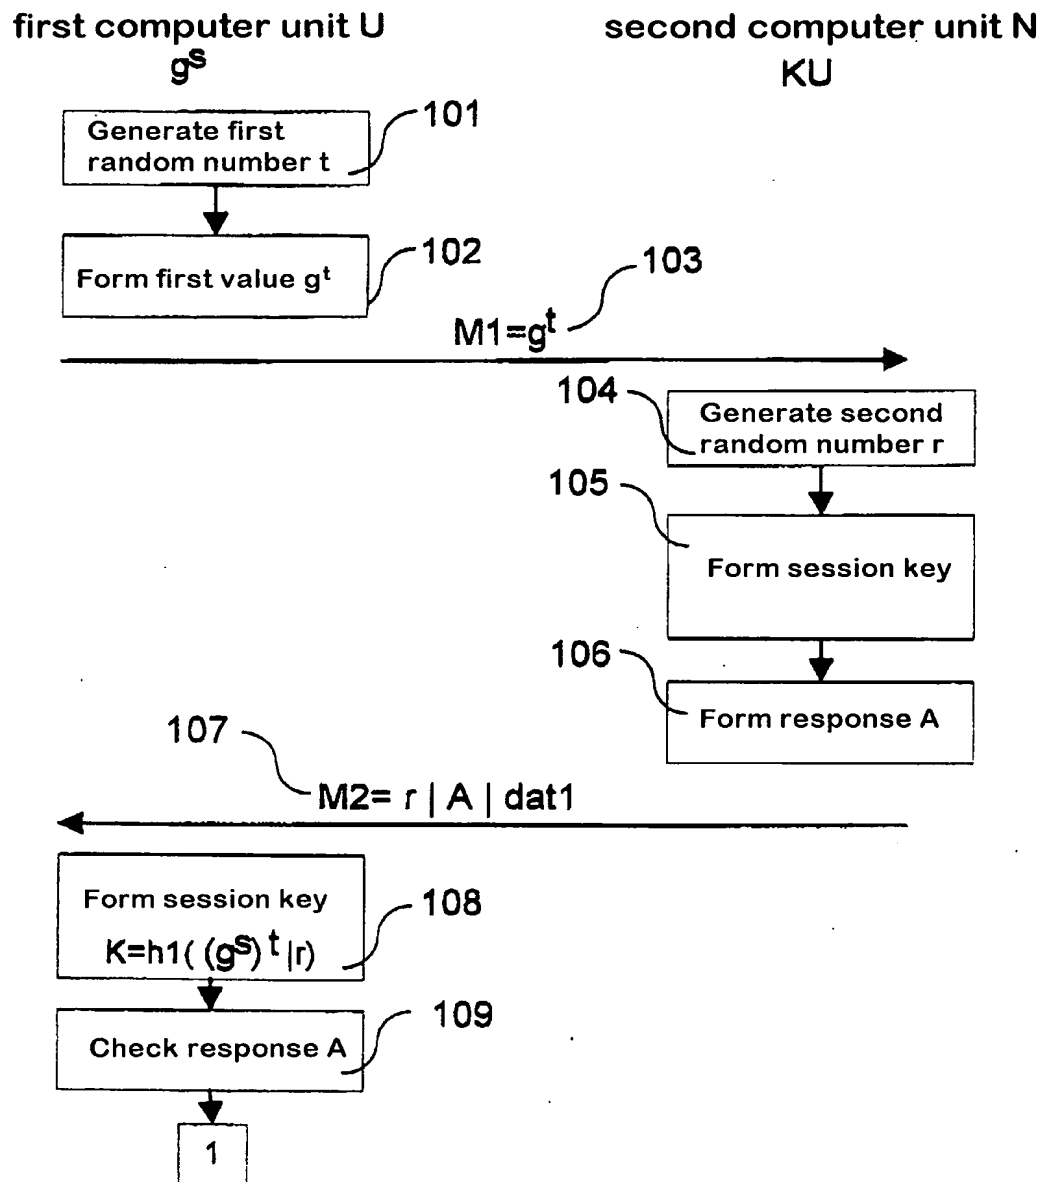 first computer unit U
g^s
second computer unit N
KU
Generate first
random number t
101
Form first value g^t
102
M1=g^t
103
104
Generate second
random number r
105
Form session key
106
Form response A
107
M2= r | A | dat1
Form session key
K=h1( (g^s)^t |r)
108
Check response A
109
1